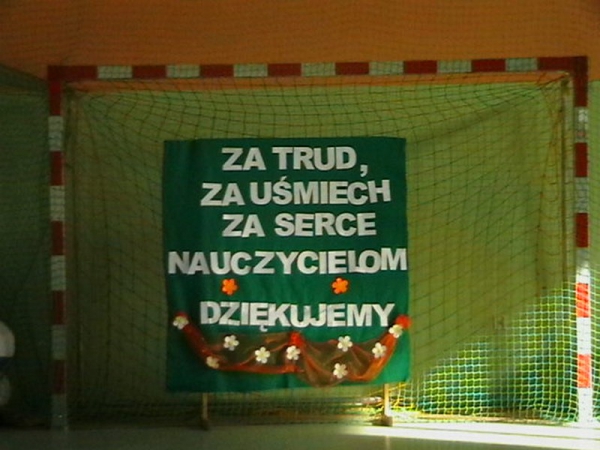 ZA TRUD,
ZA UŚMIECH
ZA SERCE
NAUCZYCIELOM
DZIĘKUJEMY